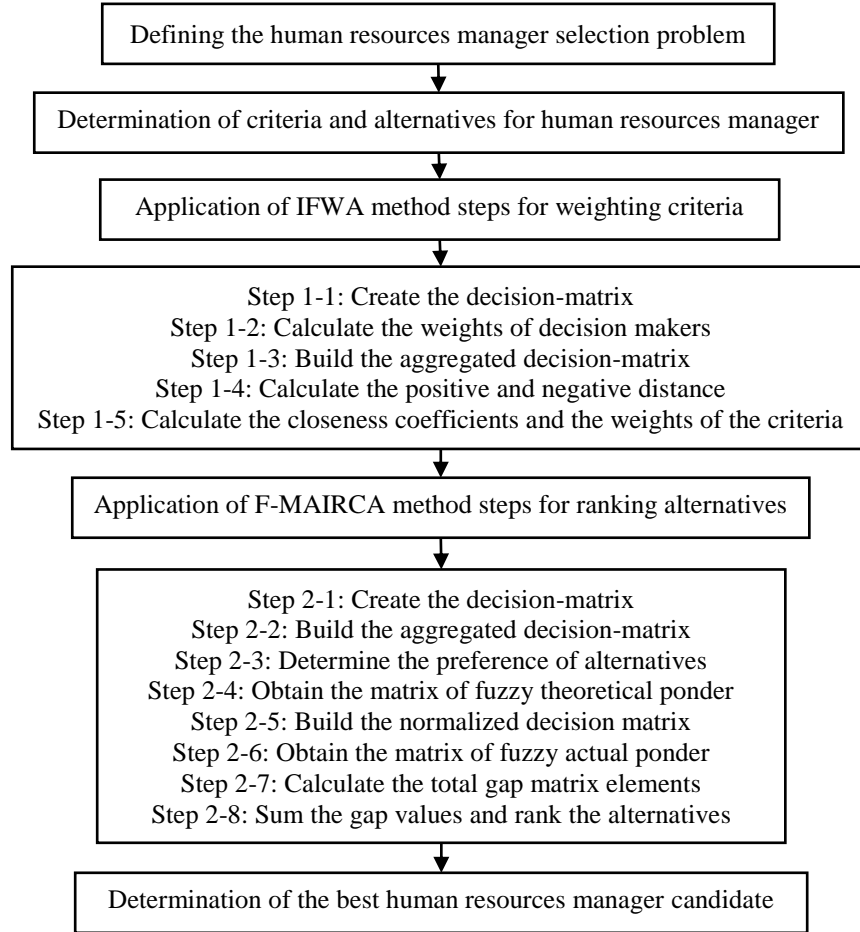 Defining the human resources manager selection problem
Determination of criteria and alternatives for human resources manager
Application of IFWA method steps for weighting criteria
Step 1-1: Create the decision-matrix
Step 1-2: Calculate the weights of decision makers
Step 1-3: Build the aggregated decision-matrix
Step 1-4: Calculate the positive and negative distance
Step 1-5: Calculate the closeness coefficients and the weights of the criteria
Application of F-MAIRCA method steps for ranking alternatives
Step 2-1: Create the decision-matrix
Step 2-2: Build the aggregated decision-matrix
Step 2-3: Determine the preference of alternatives
Step 2-4: Obtain the matrix of fuzzy theoretical ponder
Step 2-5: Build the normalized decision matrix
Step 2-6: Obtain the matrix of fuzzy actual ponder
Step 2-7: Calculate the total gap matrix elements
Step 2-8: Sum the gap values and rank the alternatives
Determination of the best human resources manager candidate